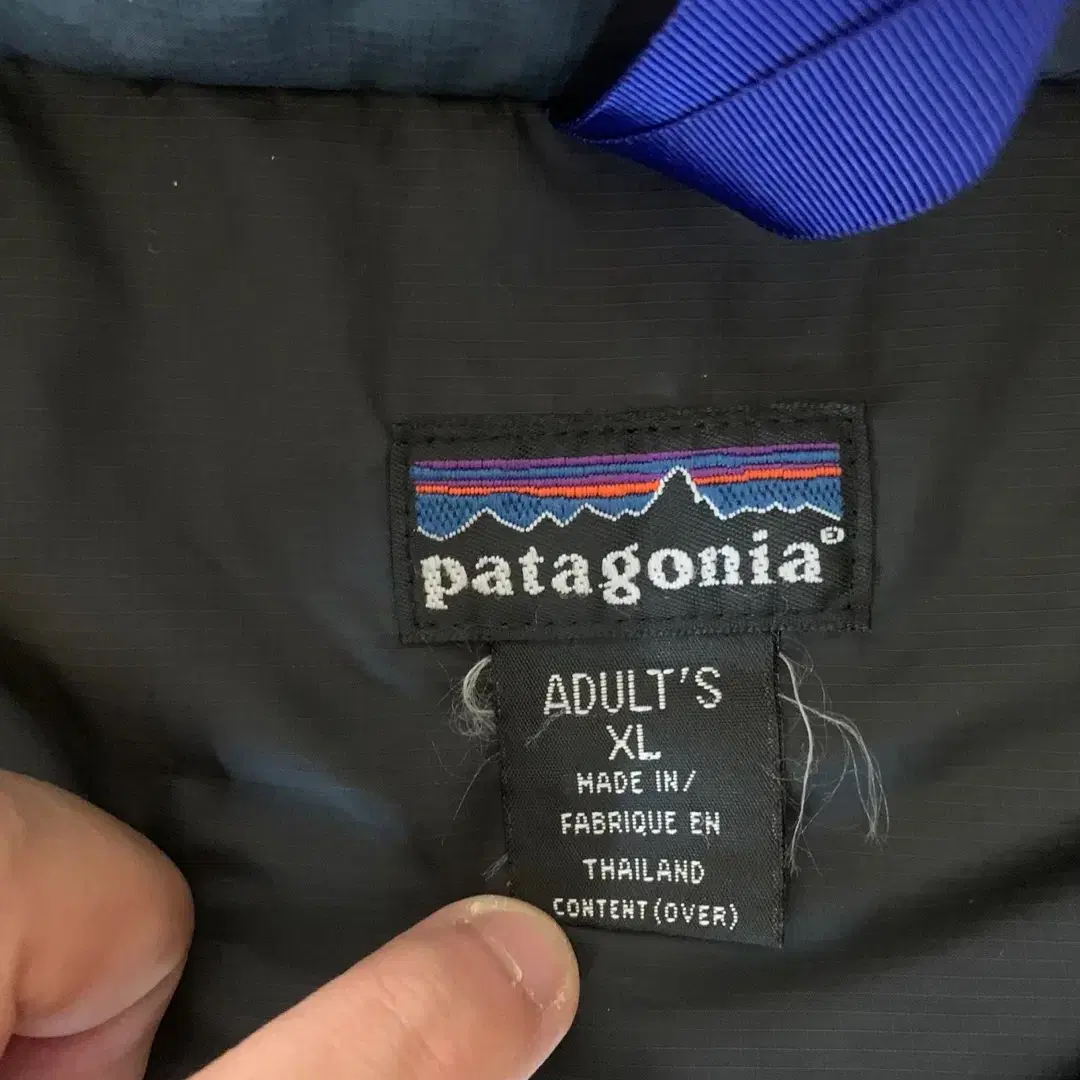 patagonia®
ADULT'S
XL
MADE IN/
FABRIQUE EN
THAILAND
CONTENT (OVER)